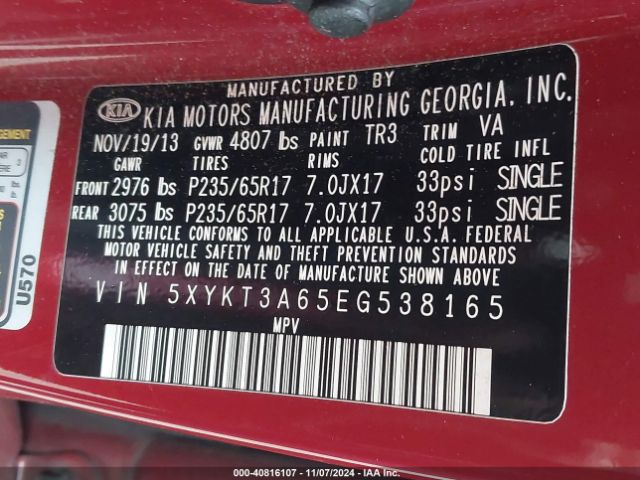 MANUFACTURED BY
KIA KIA MOTORS MANUFACTURING GEORGIA, INC.
NOV/19/13 GVWR 4807 lbs PAINT TR3 TRIM VA
GAWR TIRES RIMS COLD TIRE INFL
FRONT 2976 lbs P235/65R17 7.0JX17 33psi SINGLE
REAR 3075 lbs P235/65R17 7.0JX17 33psi SINGLE
THIS VEHICLE CONFORMS TO ALL APPLICABLE U.S.A. FEDERAL
MOTOR VEHICLE SAFETY AND THEFT PREVENTION STANDARDS
IN EFFECT ON THE DATE OF MANUFACTURE SHOWN ABOVE
VIN 5XYKT3A65EG538165
MPV
U570
000-40816107 - 11/07/2024 - IAA Inc.